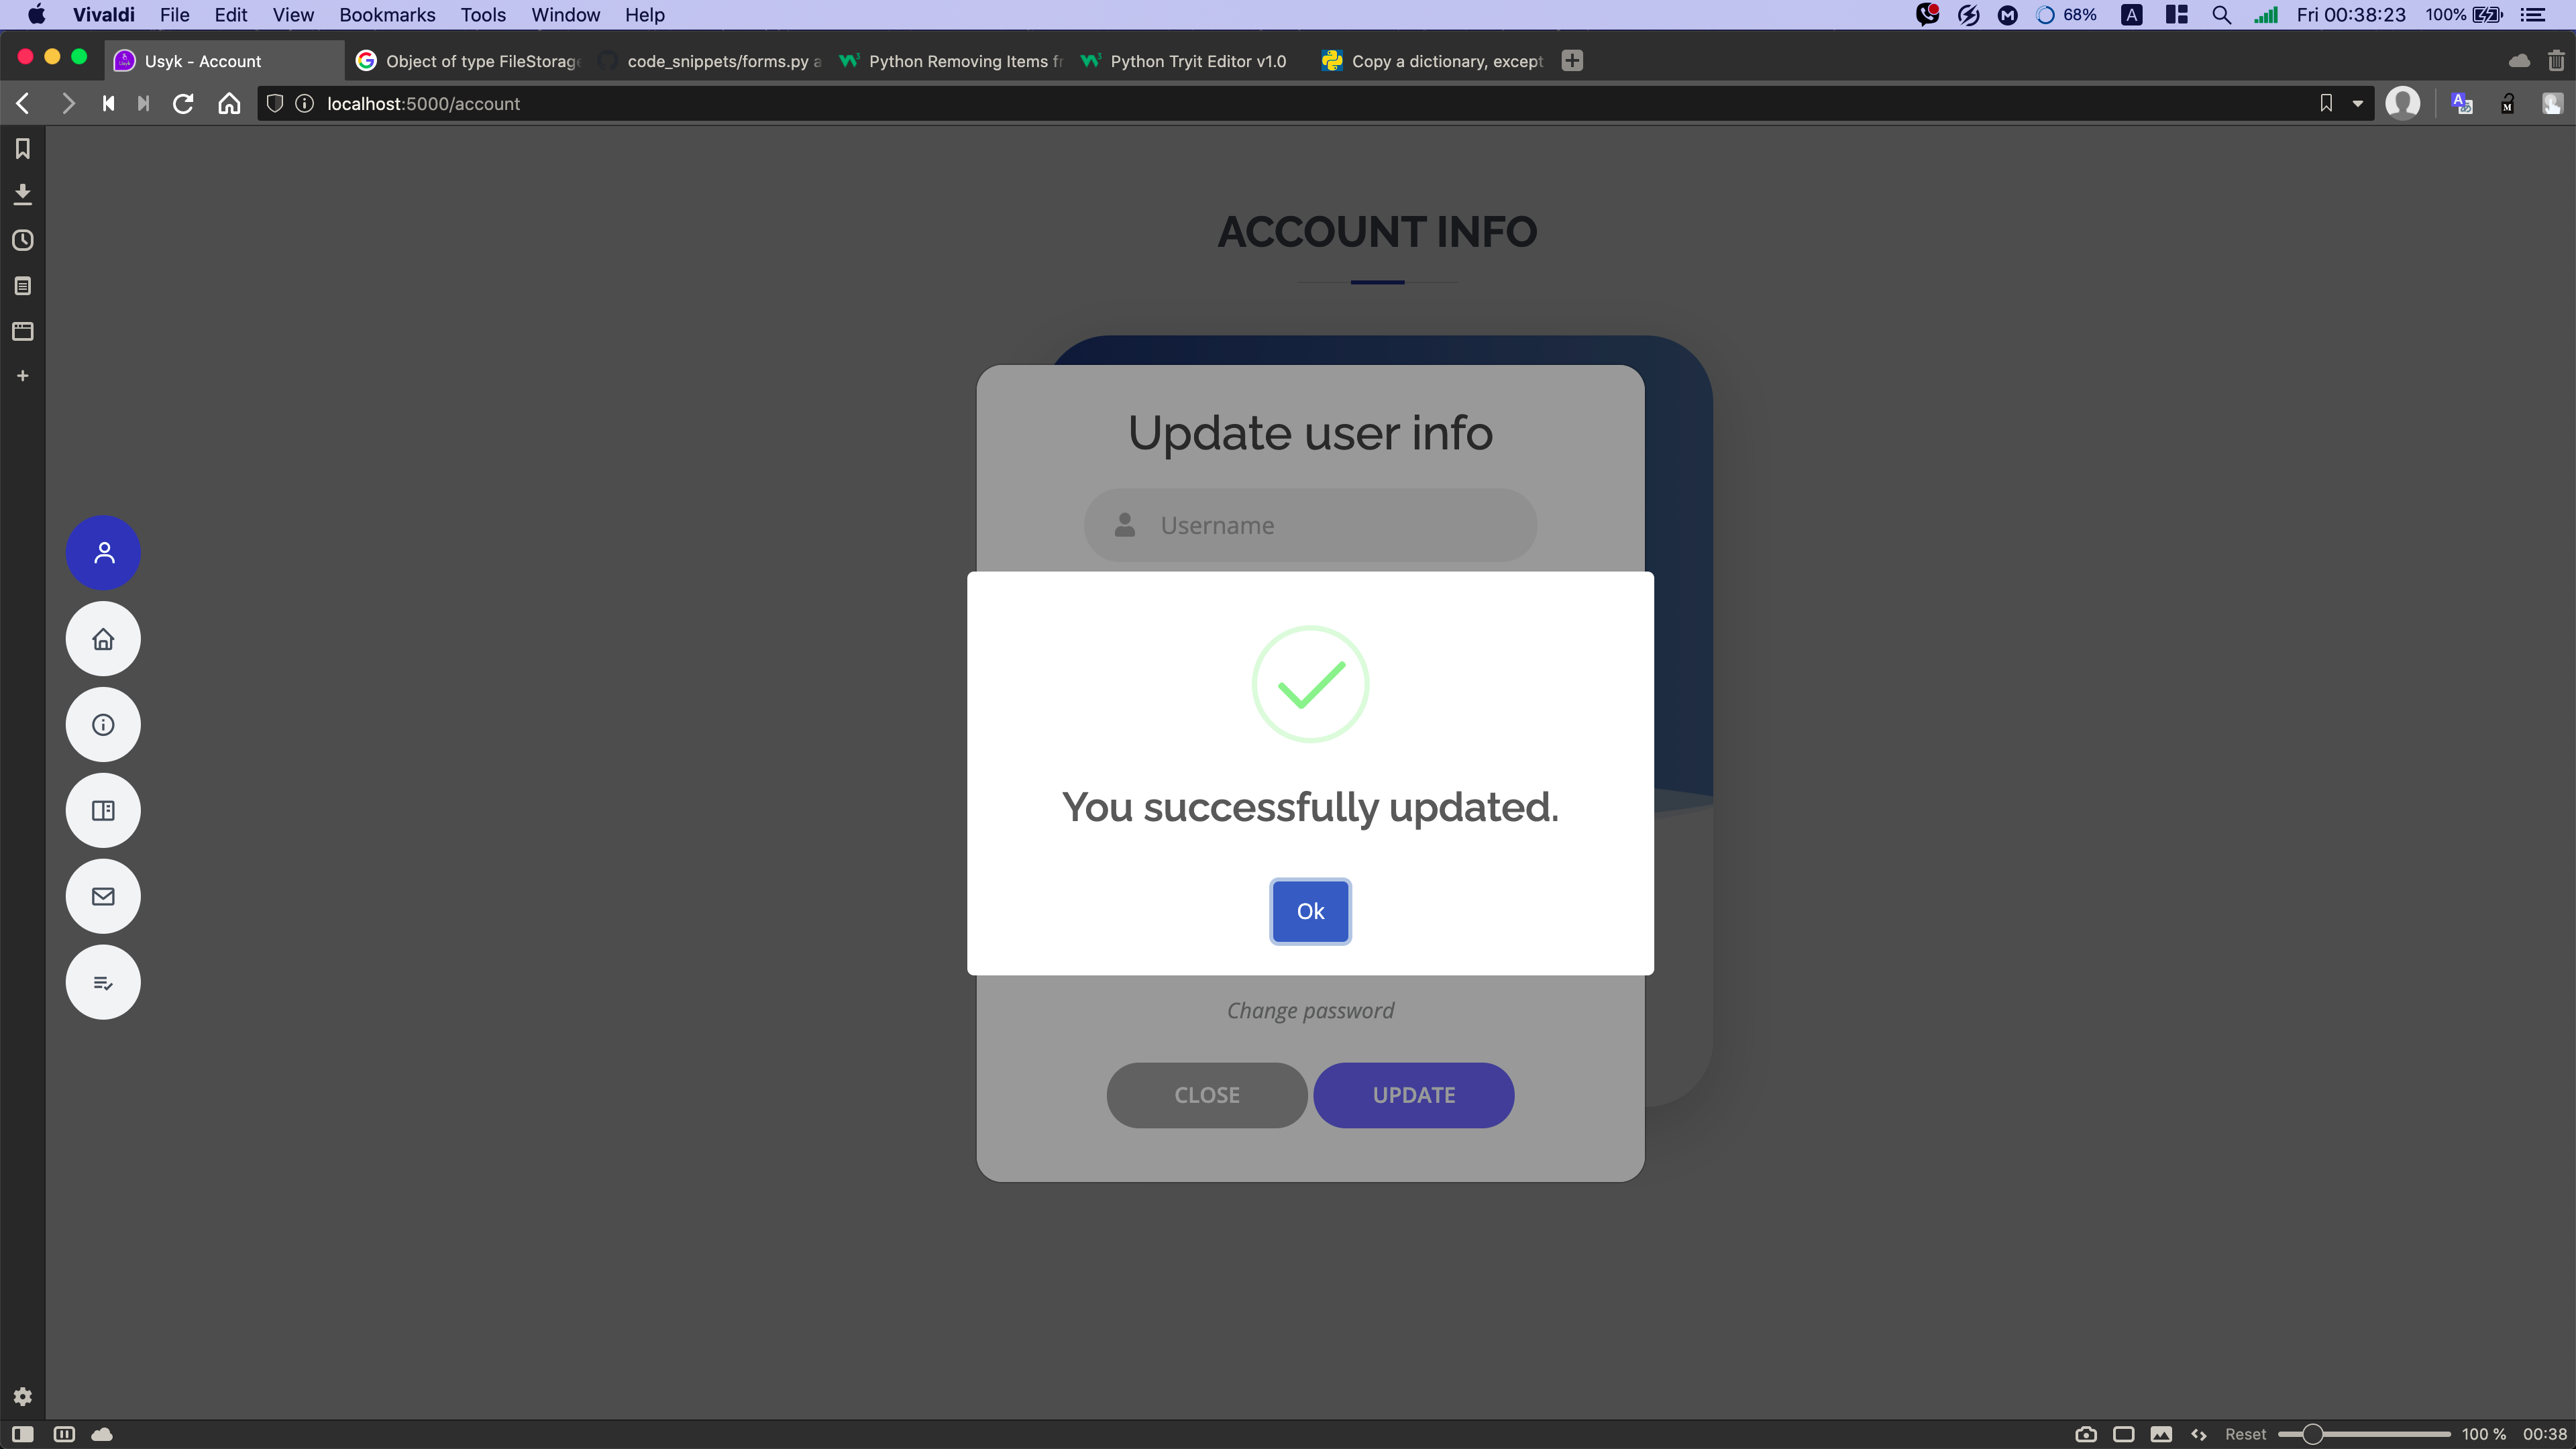 Vivaldi File Edit View Bookmarks Tools Window Help
68% A Fri 00:38:23 100%
Usyk - Account
Object of type FileStorage
code_snippets/forms.py a
Python Removing Items fr
Python Tryit Editor v1.0
Copy a dictionary, except
localhost:5000/account
ACCOUNT INFO
Update user info
Username
You successfully updated.
Ok
Change password
CLOSE
UPDATE
Reset 100 % 00:38